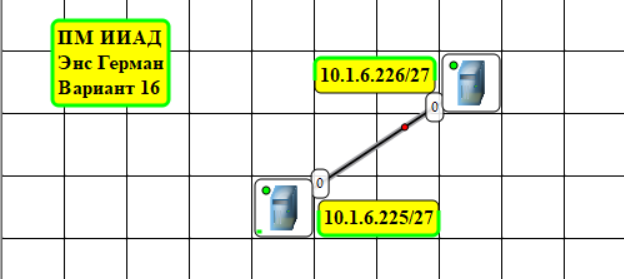 ПМ ИИАД
Энс Герман
Вариант 16
10.1.6.226/27
0
0
10.1.6.225/27